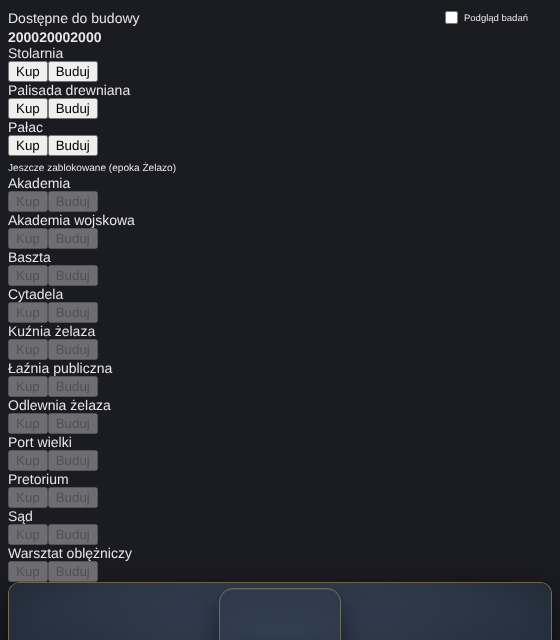 Dostępne do budowy
Podgląd badań
200020002000
Stolarnia
Kup Buduj
Palisada drewniana
Kup Buduj
Pałac
Kup Buduj
Jeszcze zablokowane (epoka Żelazo)
Akademia
Kup Buduj
Akademia wojskowa
Kup Buduj
Baszta
Kup Buduj
Cytadela
Kup Buduj
Kuźnia żelaza
Kup Buduj
Łaźnia publiczna
Kup Buduj
Odlewnia żelaza
Kup Buduj
Port wielki
Kup Buduj
Pretorium
Kup Buduj
Sąd
Kup Buduj
Warsztat oblężniczy
Kup Buduj